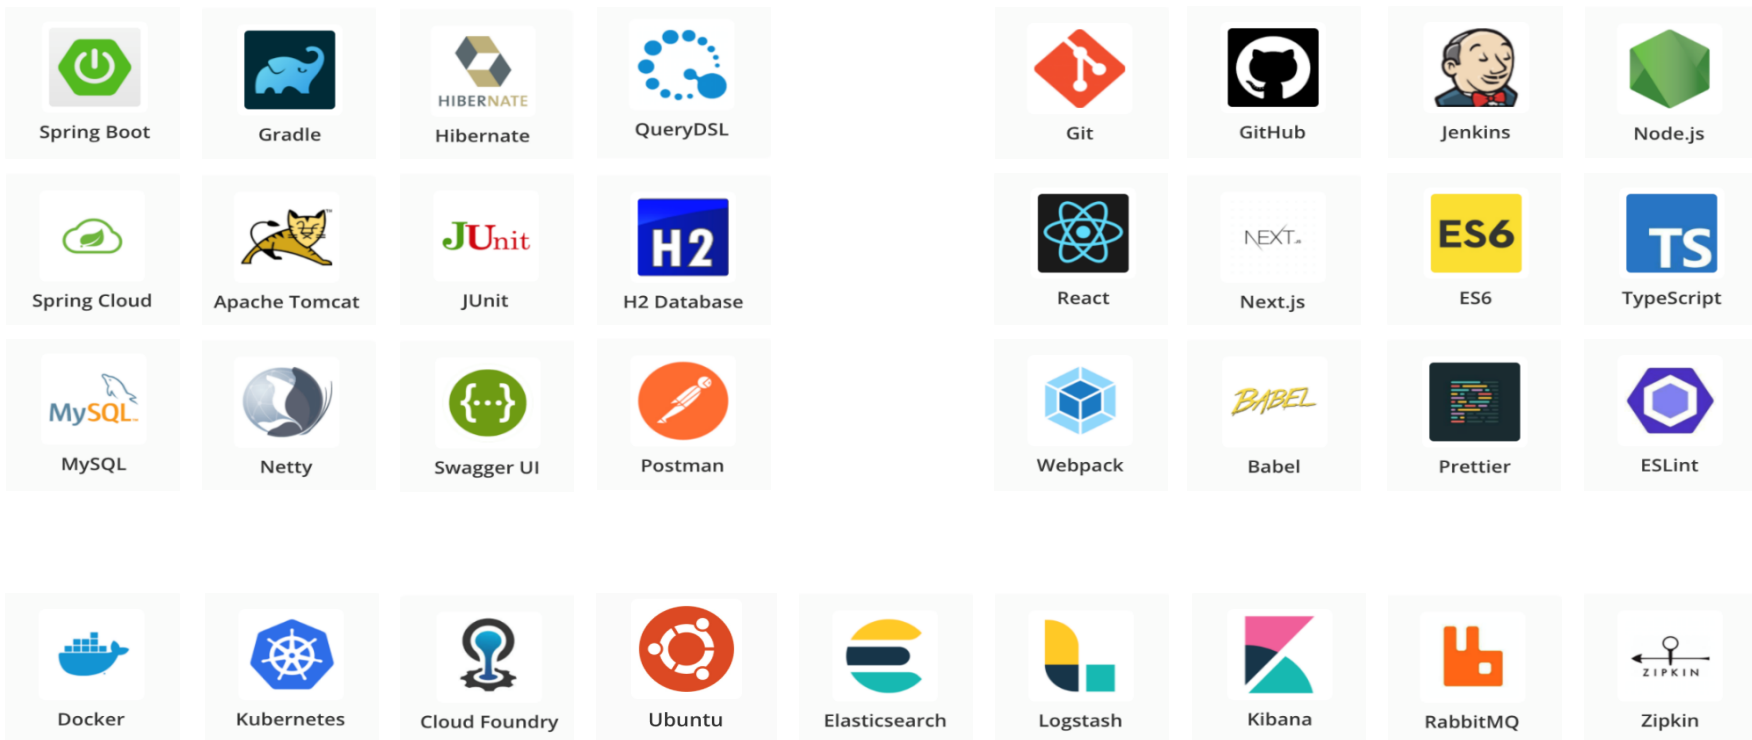 HIBERNATE
Spring Boot
Gradle
Hibernate
QueryDSL
Git
GitHub
Jenkins
Node.js
JUnit
H2
NEXT.js
ES6
TS
Spring Cloud
Apache Tomcat
JUnit
H2 Database
React
Next.js
ES6
TypeScript
MySQL
{···}
BABEL
MySQL
Netty
Swagger UI
Postman
Webpack
Babel
Prettier
ESLint
ZIPKIN
Docker
Kubernetes
Cloud Foundry
Ubuntu
Elasticsearch
Logstash
Kibana
RabbitMQ
Zipkin